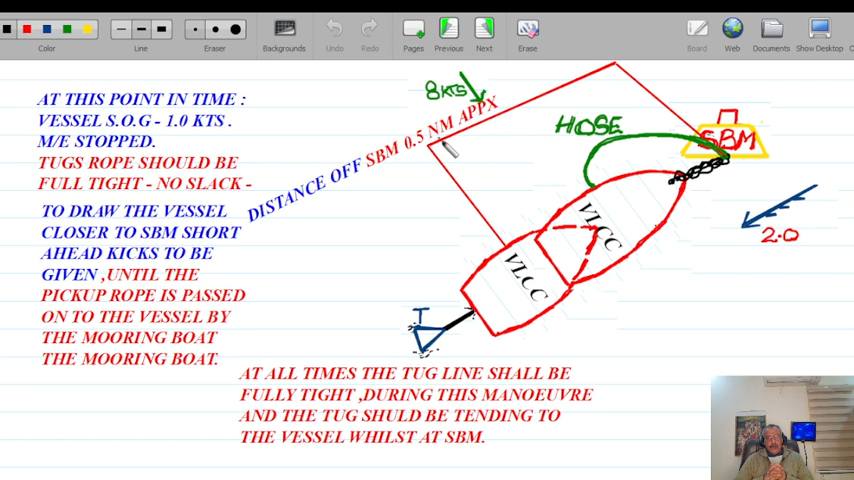 Color
Line
Eraser
Backgrounds
Undo
Redo
Pages
Previous
Next
Erase
Board
Web
Documents
Show Desktop
AT THIS POINT IN TIME :
VESSEL S.O.G - 1.0 KTS .
M/E STOPPED.
TUGS ROPE SHOULD BE
FULL TIGHT - NO SLACK -
TO DRAW THE VESSEL
CLOSER TO SBM SHORT
AHEAD KICKS TO BE
GIVEN ,UNTIL THE
PICKUP ROPE IS PASSED
ON TO THE VESSEL BY
THE MOORING BOAT
THE MOORING BOAT.
DISTANCE OFF SBM 0.5 NM APPX
8KTS
HOSE
SBM
2.0
VLCC
VLCC
T
AT ALL TIMES THE TUG LINE SHALL BE
FULLY TIGHT ,DURING THIS MANOEUVRE
AND THE TUG SHULD BE TENDING TO
THE VESSEL WHILST AT SBM.